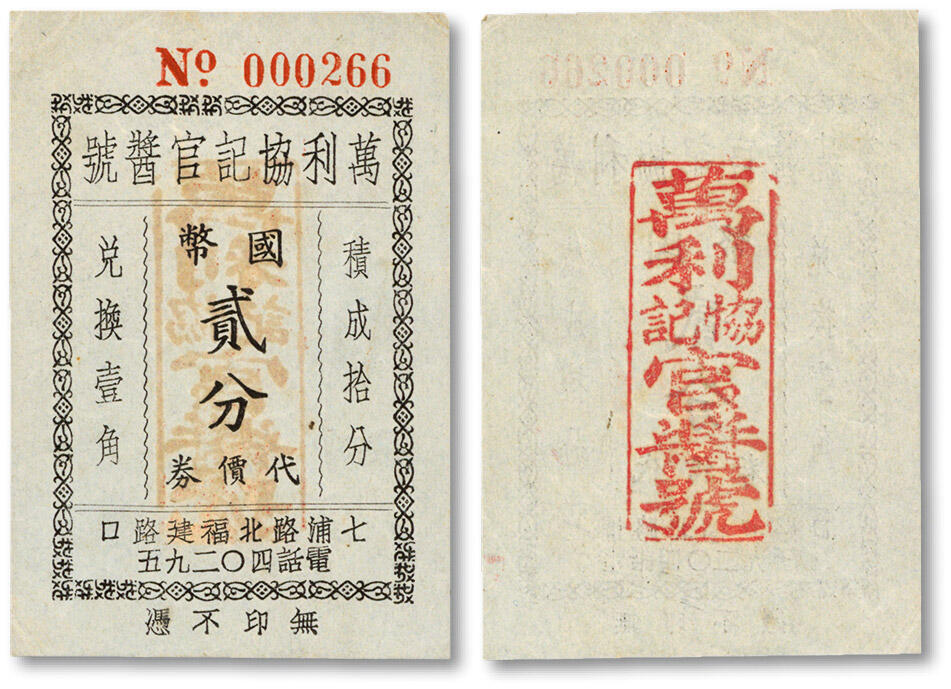 № 000266
萬利協記官醬號
積成拾分
國幣
貳分
代價券
兑換壹角
七浦路北福建路口
電話四〇二九五
無印不憑
萬利協記官醬號